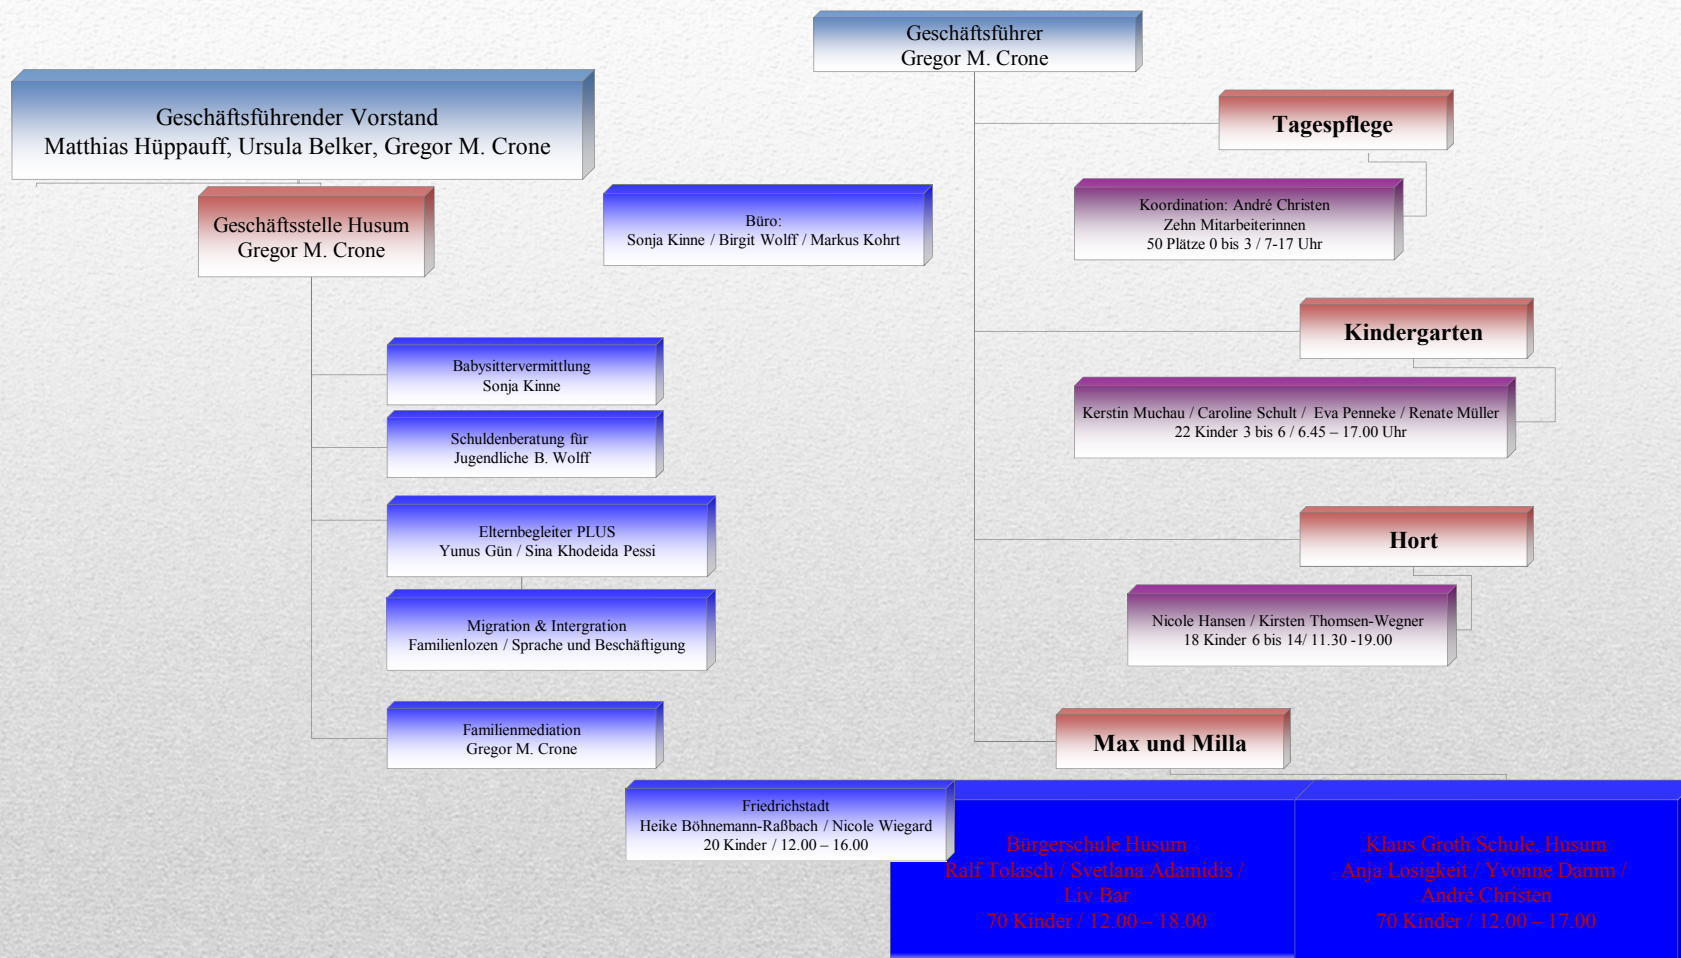 Geschäftsführer
Gregor M. Crone
Geschäftsführender Vorstand
Matthias Hüppauff, Ursula Belker, Gregor M. Crone
Geschäftsstelle Husum
Gregor M. Crone
Büro:
Sonja Kinne / Birgit Wolff / Markus Kohrt
Babysittervermittlung
Sonja Kinne
Schuldenberatung für
Jugendliche B. Wolff
Elternbegleiter PLUS
Yunus Gün / Sina Khodeida Pessi
Migration & Intergration
Familienlozen / Sprache und Beschäftigung
Familienmediation
Gregor M. Crone
Tagespflege
Koordination: André Christen
Zehn Mitarbeiterinnen
50 Plätze 0 bis 3 / 7-17 Uhr
Kindergarten
Kerstin Muchau / Caroline Schult / Eva Penneke / Renate Müller
22 Kinder 3 bis 6 / 6.45 – 17.00 Uhr
Hort
Nicole Hansen / Kirsten Thomsen-Wegner
18 Kinder 6 bis 14/ 11.30 -19.00
Max und Milla
Friedrichstadt
Heike Böhnemann-Raßbach / Nicole Wiegard
20 Kinder / 12.00 – 16.00
Bürgerschule Husum
Ralf Tolasch / Svetlana Adamidis /
Liv Bar
70 Kinder / 12.00 – 18.00
Klaus Groth Schule, Husum
Anja Losigkeit / Yvonne Damm /
André Christen
70 Kinder / 12.00 – 17.00